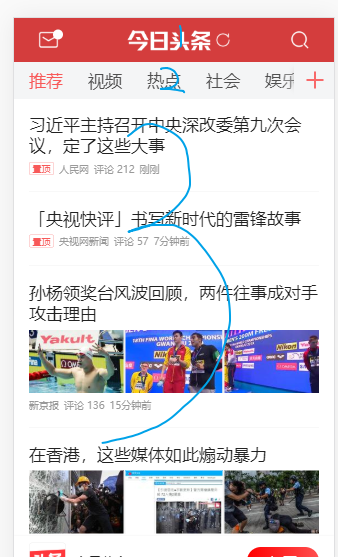 今日头条
推荐 视频 热点 社会 娱乐
习近平主持召开中央深改委第九次会
议，定了这些大事
置顶 人民网 评论 212 刚刚
「央视快评」书写新时代的雷锋故事
置顶 央视网新闻 评论 57 7分钟前
孙杨领奖台风波回顾，两件往事成对手
攻击理由
Yakult
18TH FINA WORLD CHAMPIONSHIPS
Nikon
新京报 评论 136 15分钟前
在香港，这些媒体如此煽动暴力